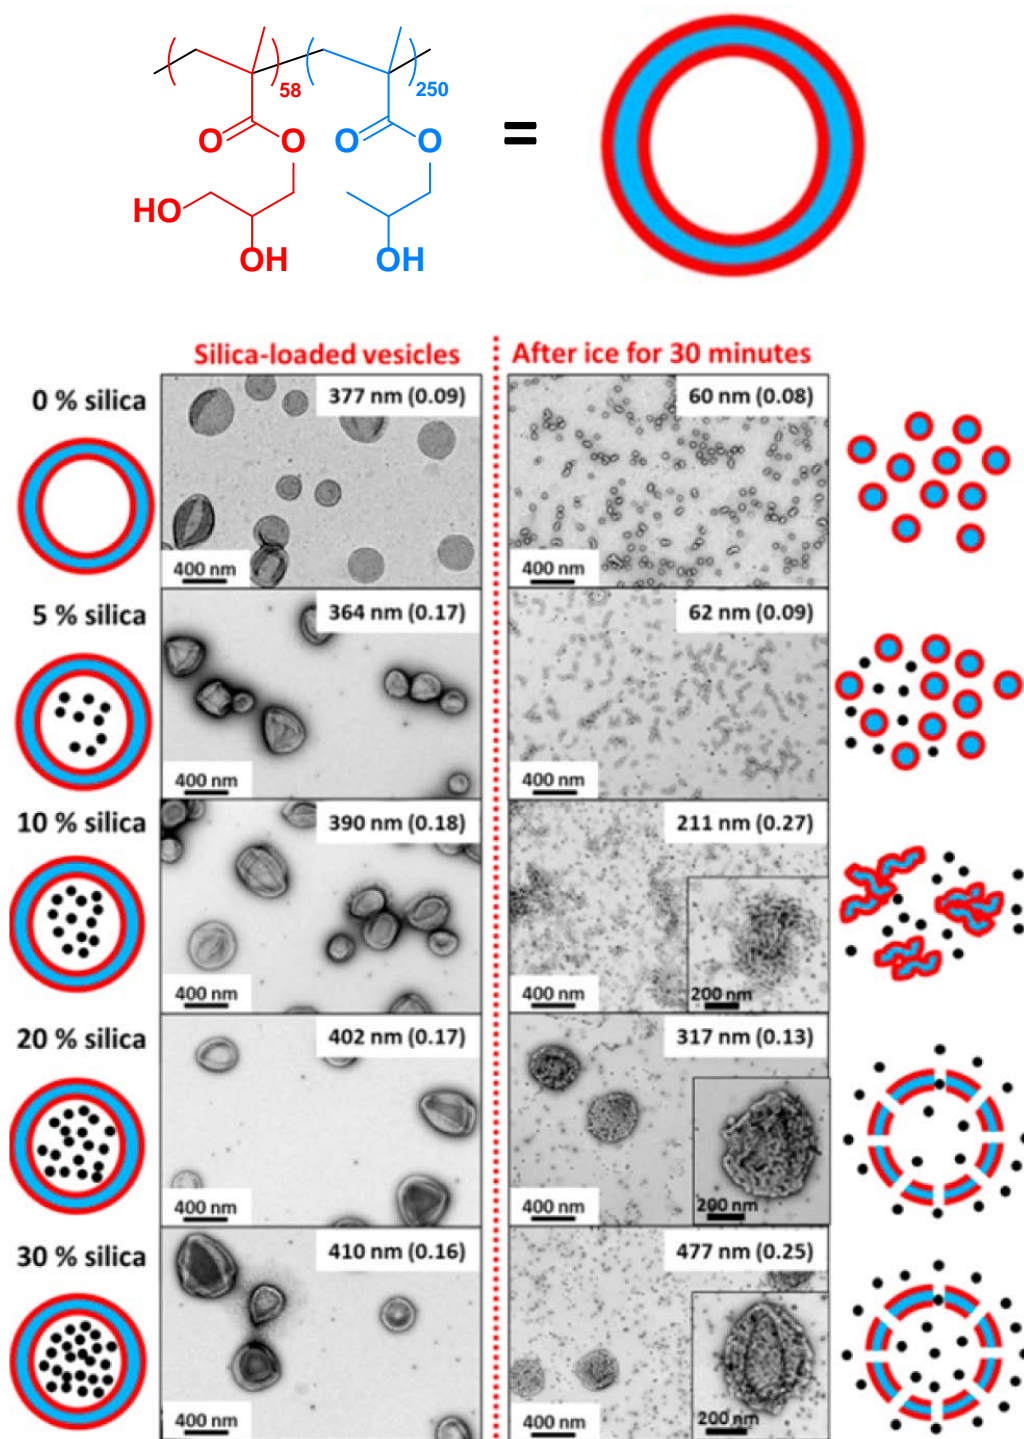 58
250
O
O
O
O
=
HO
OH
OH
Silica-loaded vesicles
After ice for 30 minutes
0 % silica
377 nm (0.09)
60 nm (0.08)
400 nm
400 nm
5 % silica
364 nm (0.17)
62 nm (0.09)
400 nm
400 nm
10 % silica
390 nm (0.18)
211 nm (0.27)
400 nm
400 nm
200 nm
20 % silica
402 nm (0.17)
317 nm (0.13)
400 nm
400 nm
200 nm
30 % silica
410 nm (0.16)
477 nm (0.25)
400 nm
400 nm
200 nm